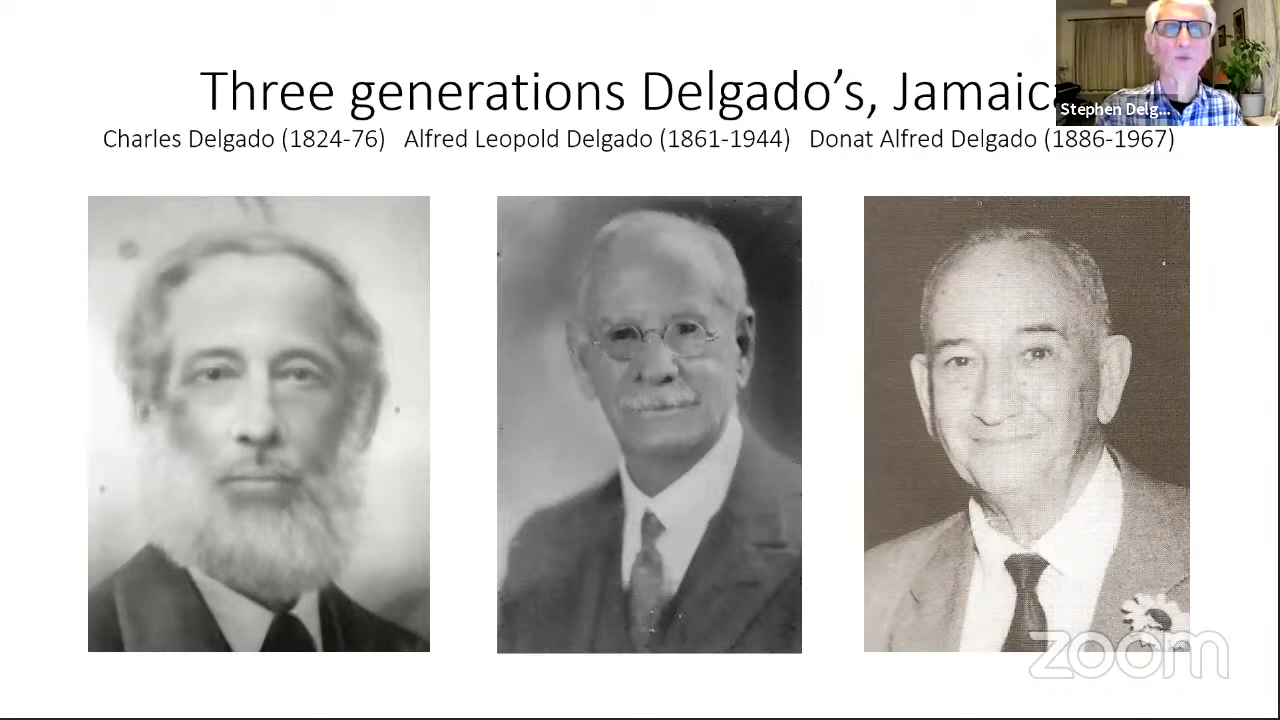 Three generations Delgado's, Jamaic
Stephen Delg...
Charles Delgado (1824-76) Alfred Leopold Delgado (1861-1944) Donat Alfred Delgado (1886-1967)
zoom